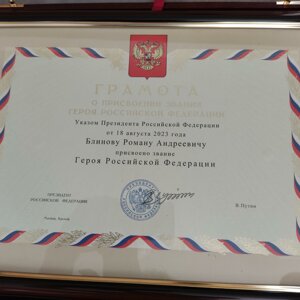 ГРАМОТА
О ПРИСВОЕНИИ ЗВАНИЯ
ГЕРОЯ РОССИЙСКОЙ ФЕДЕРАЦИИ
Указом Президента Российской Федерации
от 18 августа 2023 года
Блинову Роману Андреевичу
присвоено звание
Героя Российской Федерации
ПРЕЗИДЕНТ
РОССИЙСКОЙ ФЕДЕРАЦИИ
В.Путин
Москва, Кремль